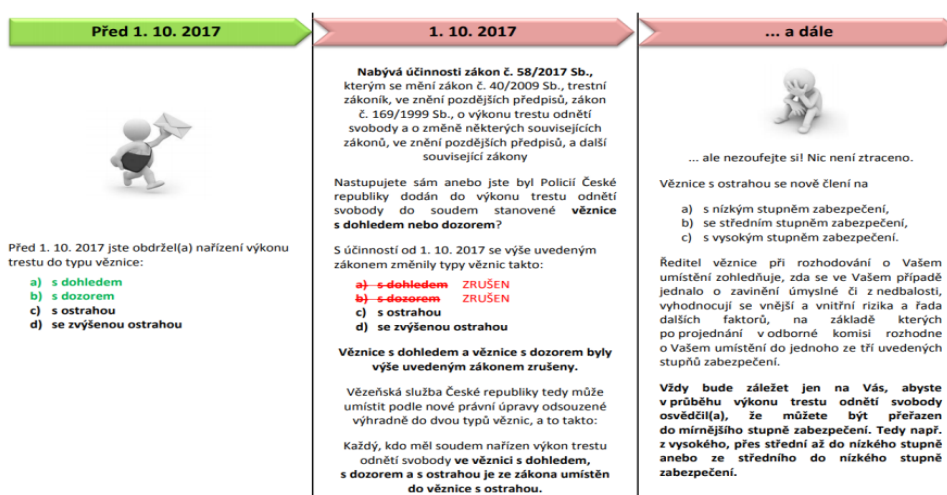 Před 1. 10. 2017
Před 1. 10. 2017 jste obdržel(a) nařízení výkonu
trestu do typu věznice:
a) s dohledem
b) s dozorem
c) s ostrahou
d) se zvýšenou ostrahou
1. 10. 2017
Nabývá účinnosti zákon č. 58/2017 Sb.,
kterým se mění zákon č. 40/2009 Sb., trestní
zákoník, ve znění pozdějších předpisů, zákon
č. 169/1999 Sb., o výkonu trestu odnětí
svobody a o změně některých souvisejících
zákonů, ve znění pozdějších předpisů, a další
související zákony
Nastupujete sám anebo jste byl Policií České
republiky dodán do výkonu trestu odnětí
svobody do soudem stanovené věznice
s dohledem nebo dozorem?
S účinností od 1. 10. 2017 se výše uvedeným
zákonem změnily typy věznic takto:
a) s dohledem ZRUŠEN
b) s dozorem ZRUŠEN
c) s ostrahou
d) se zvýšenou ostrahou
Věznice s dohledem a věznice s dozorem byly
výše uvedeným zákonem zrušeny.
Vězeňská služba České republiky tedy může
umístit podle nové právní úpravy odsouzené
výhradně do dvou typů věznic, a to takto:
Každý, kdo měl soudem nařízen výkon trestu
odnětí svobody ve věznici s dohledem,
s dozorem a s ostrahou je ze zákona umístěn
do věznice s ostrahou.
... a dále
... ale nezoufejte si! Nic není ztraceno.
Věznice s ostrahou se nově člení na
a) s nízkým stupněm zabezpečení,
b) se středním stupněm zabezpečení,
c) s vysokým stupněm zabezpečení.
Ředitel věznice při rozhodování o Vašem
umístění zohledňuje, zda se ve Vašem případě
jednalo o zavinění úmyslné či z nedbalosti,
vyhodnocují se vnější a vnitřní rizika a řada
dalších faktorů, na základě kterých
po projednání v odborné komisi rozhodne
o Vašem umístění do jednoho ze tří uvedených
stupňů zabezpečení.
Vždy bude záležet jen na Vás, abyste
v průběhu výkonu trestu odnětí svobody
osvědčil(a), že můžete být přeřazen
do mírnějšího stupně zabezpečení. Tedy např.
z vysokého, přes střední až do nízkého stupně
anebo ze středního do nízkého stupně
zabezpečení.